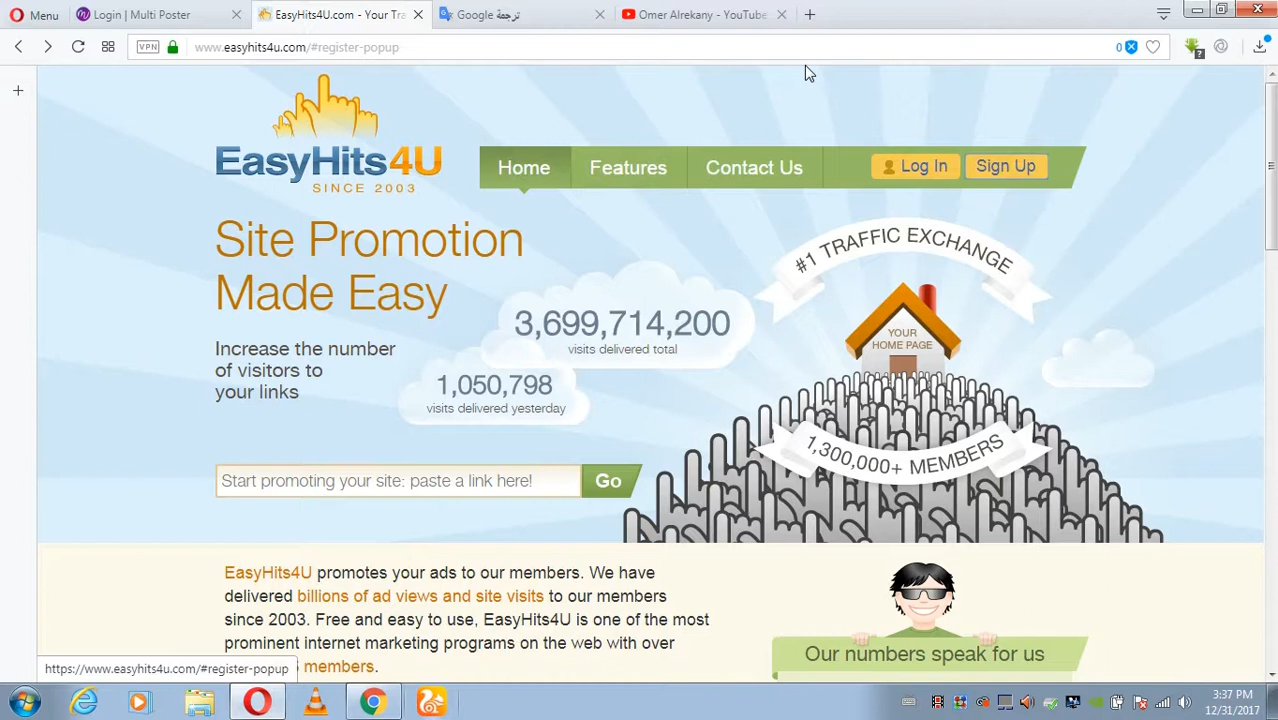 Menu
Login | Multi Poster
EasyHits4U.com - Your Tra
ترجمة Google
Omer Alrekany - YouTube
VPN
www.easyhits4u.com/#register-popup
0
EasyHits4U
SINCE 2003
Home
Features
Contact Us
Log In
Sign Up
Site Promotion
Made Easy
Increase the number
of visitors to
your links
3,699,714,200
visits delivered total
1,050,798
visits delivered yesterday
#1 TRAFFIC EXCHANGE
YOUR
HOME PAGE
1,300,000+ MEMBERS
Start promoting your site: paste a link here!
Go
EasyHits4U promotes your ads to our members. We have
delivered billions of ad views and site visits to our members
since 2003. Free and easy to use, EasyHits4U is one of the most
prominent internet marketing programs on the web with over
members.
Our numbers speak for us
https://www.easyhits4u.com/#register-popup
3:37 PM
12/31/2017